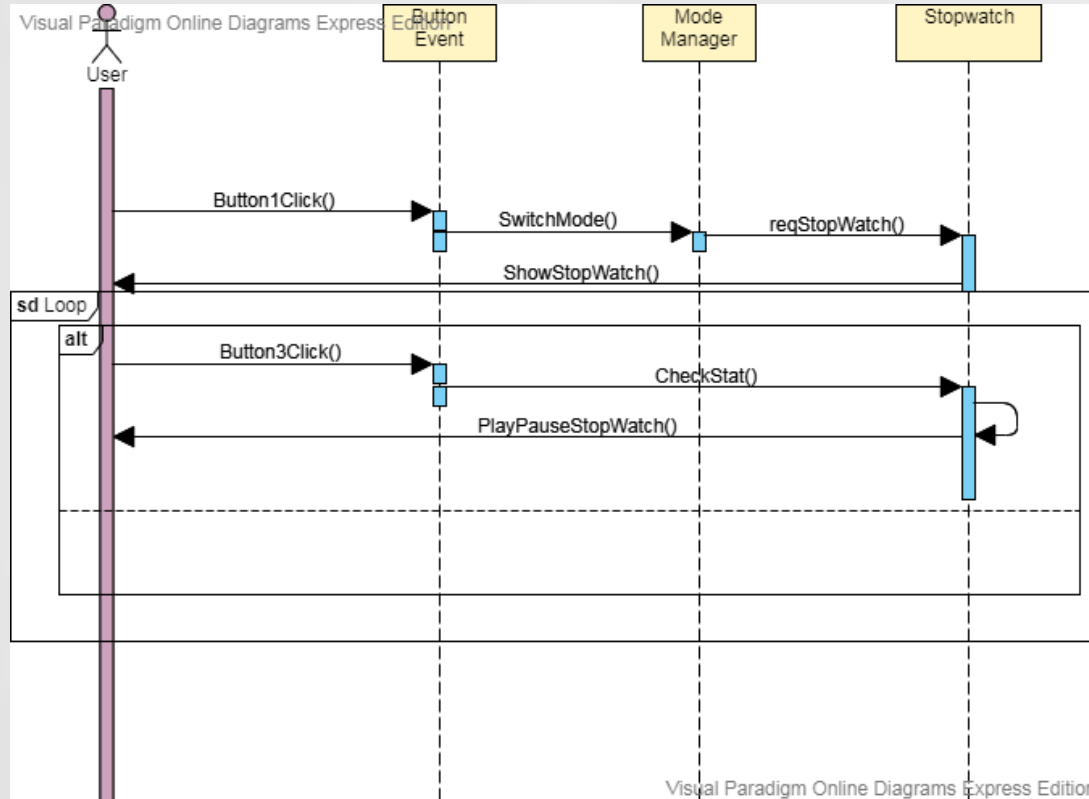 Visual Paradigm Online Diagrams Express Edition
Button
Event
Mode
Manager
Stopwatch
User
Button1Click()
SwitchMode()
reqStopWatch()
ShowStopWatch()
sd Loop
alt
Button3Click()
CheckStat()
PlayPauseStopWatch()
Visual Paradigm Online Diagrams Express Edition